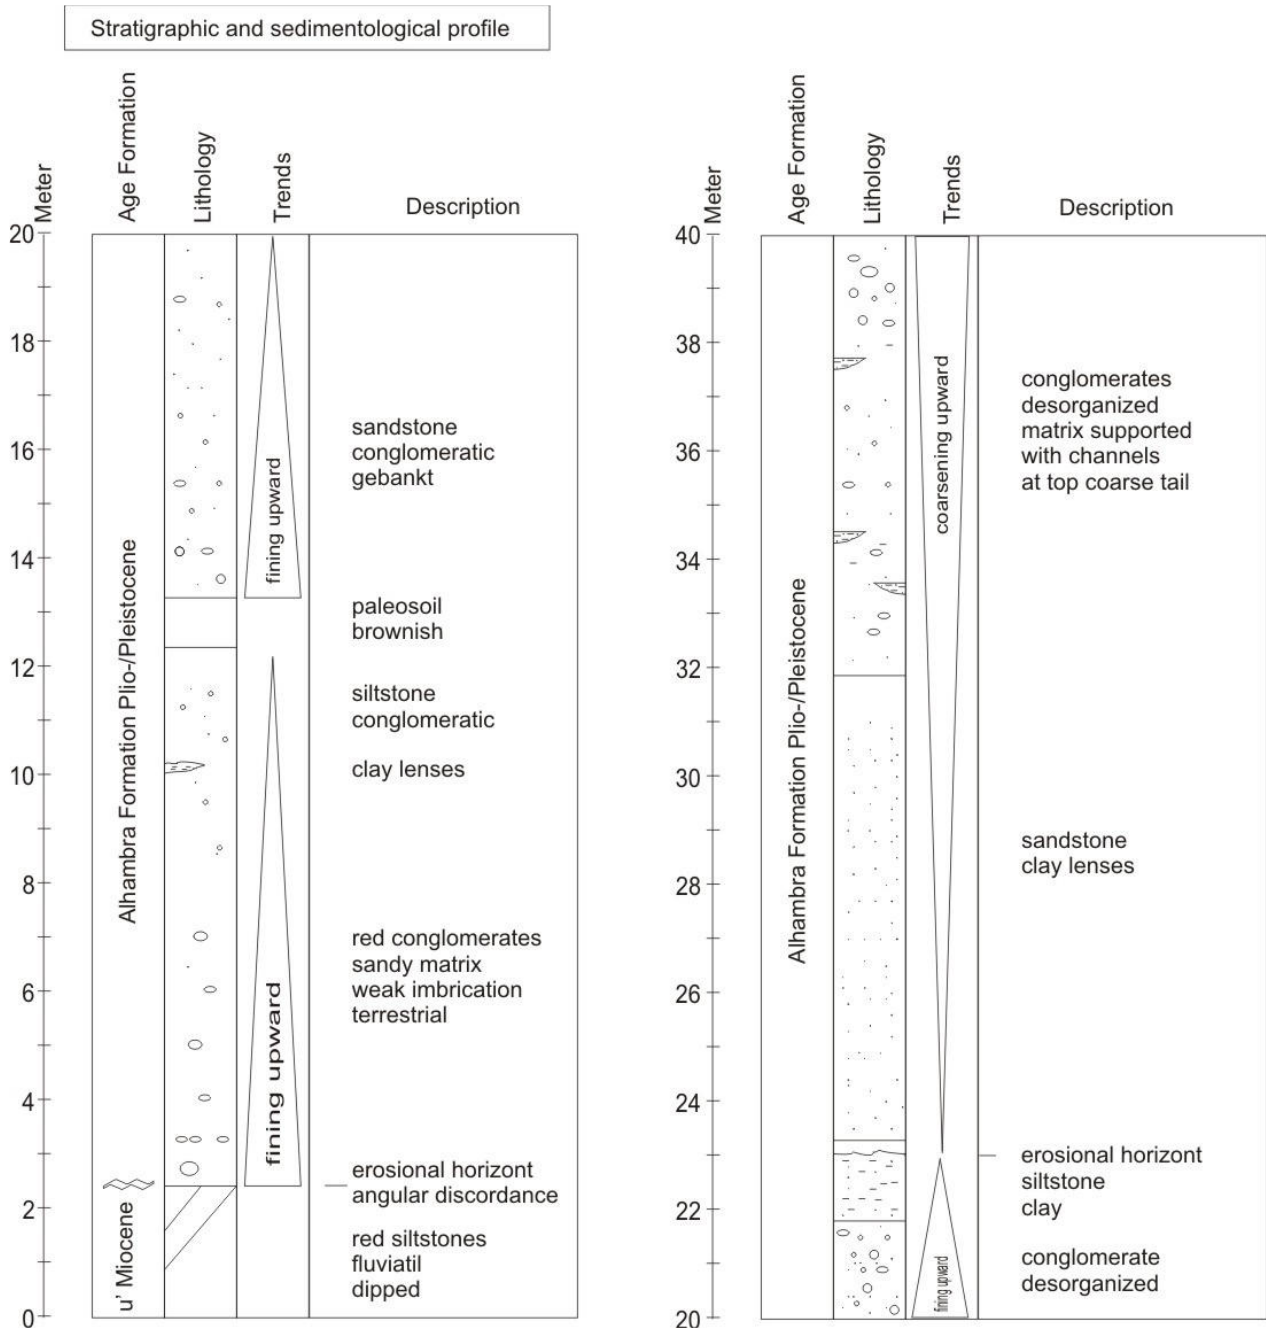 Stratigraphic and sedimentological profile
Meter
Age Formation
Lithology
Trends
Description
20
18
16
14
12
10
8
6
4
2
0
Alhambra Formation Plio-/Pleistocene
u' Miocene
fining upward
fining upward
sandstone
conglomeratic
gebankt
paleosoil
brownish
siltstone
conglomeratic
clay lenses
red conglomerates
sandy matrix
weak imbrication
terrestrial
erosional horizont
angular discordance
red siltstones
fluviatil
dipped
Meter
Age Formation
Lithology
Trends
Description
40
38
36
34
32
30
28
26
24
22
20
Alhambra Formation Plio-/Pleistocene
coarsening upward
fining upward
conglomerates
desorganized
matrix supported
with channels
at top coarse tail
sandstone
clay lenses
erosional horizont
siltstone
clay
conglomerate
desorganized